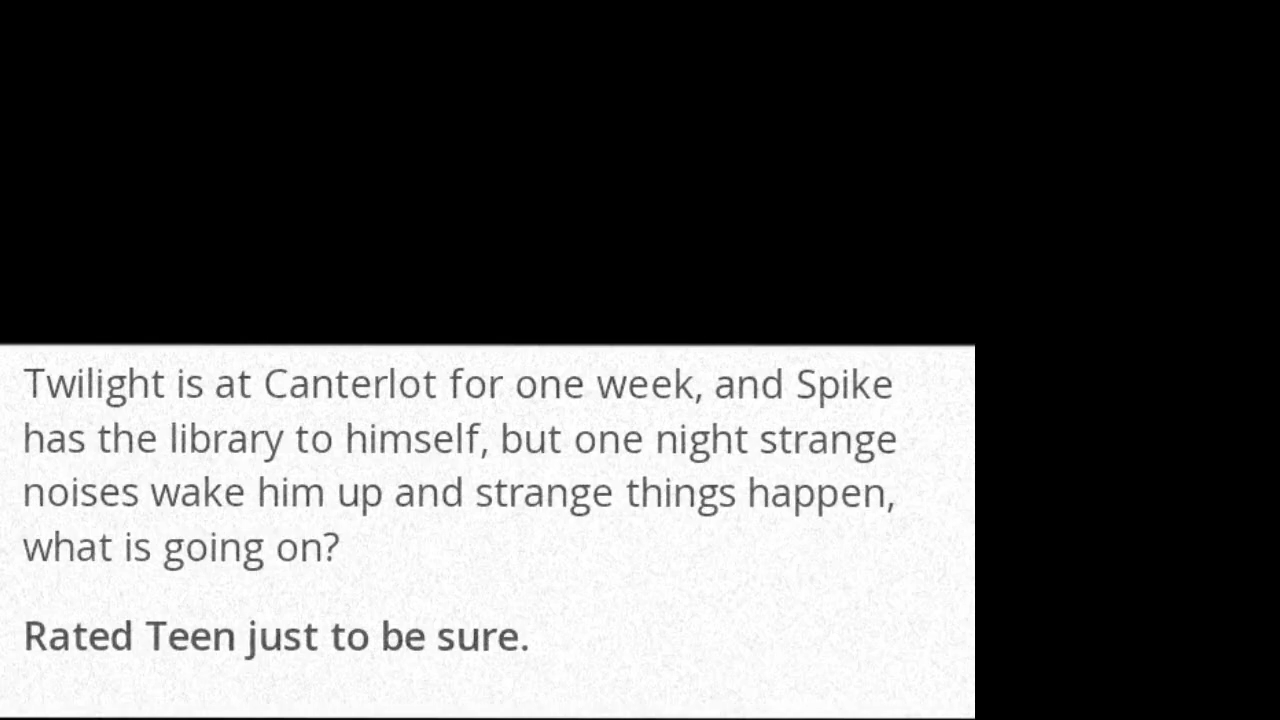 Twilight is at Canterlot for one week, and Spike
has the library to himself, but one night strange
noises wake him up and strange things happen,
what is going on?
Rated Teen just to be sure.